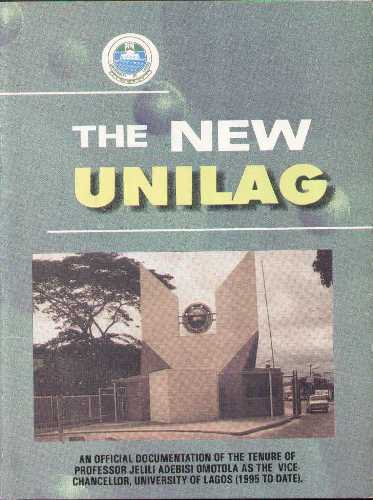 THE NEW
UNILAG
AN OFFICIAL DOCUMENTATION OF THE TENURE OF
PROFESSOR JELILI ADEBISI OMOTOLA AS THE VICE-
CHANCELLOR, UNIVERSITY OF LAGOS (1995 TO DATE).